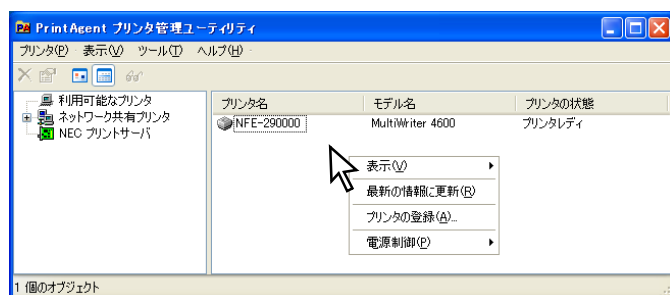 PrintAgent プリンタ管理ユーティリティ
プリンタ(P) 表示(V) ツール(T) ヘルプ(H)
利用可能なプリンタ
ネットワーク共有プリンタ
NEC プリントサーバ
プリンタ名 モデル名 プリンタの状態
NFE-290000 MultiWriter 4600 プリンタレディ
表示(V)
最新の情報に更新(R)
プリンタの登録(A)...
電源制御(P)
1 個のオブジェクト